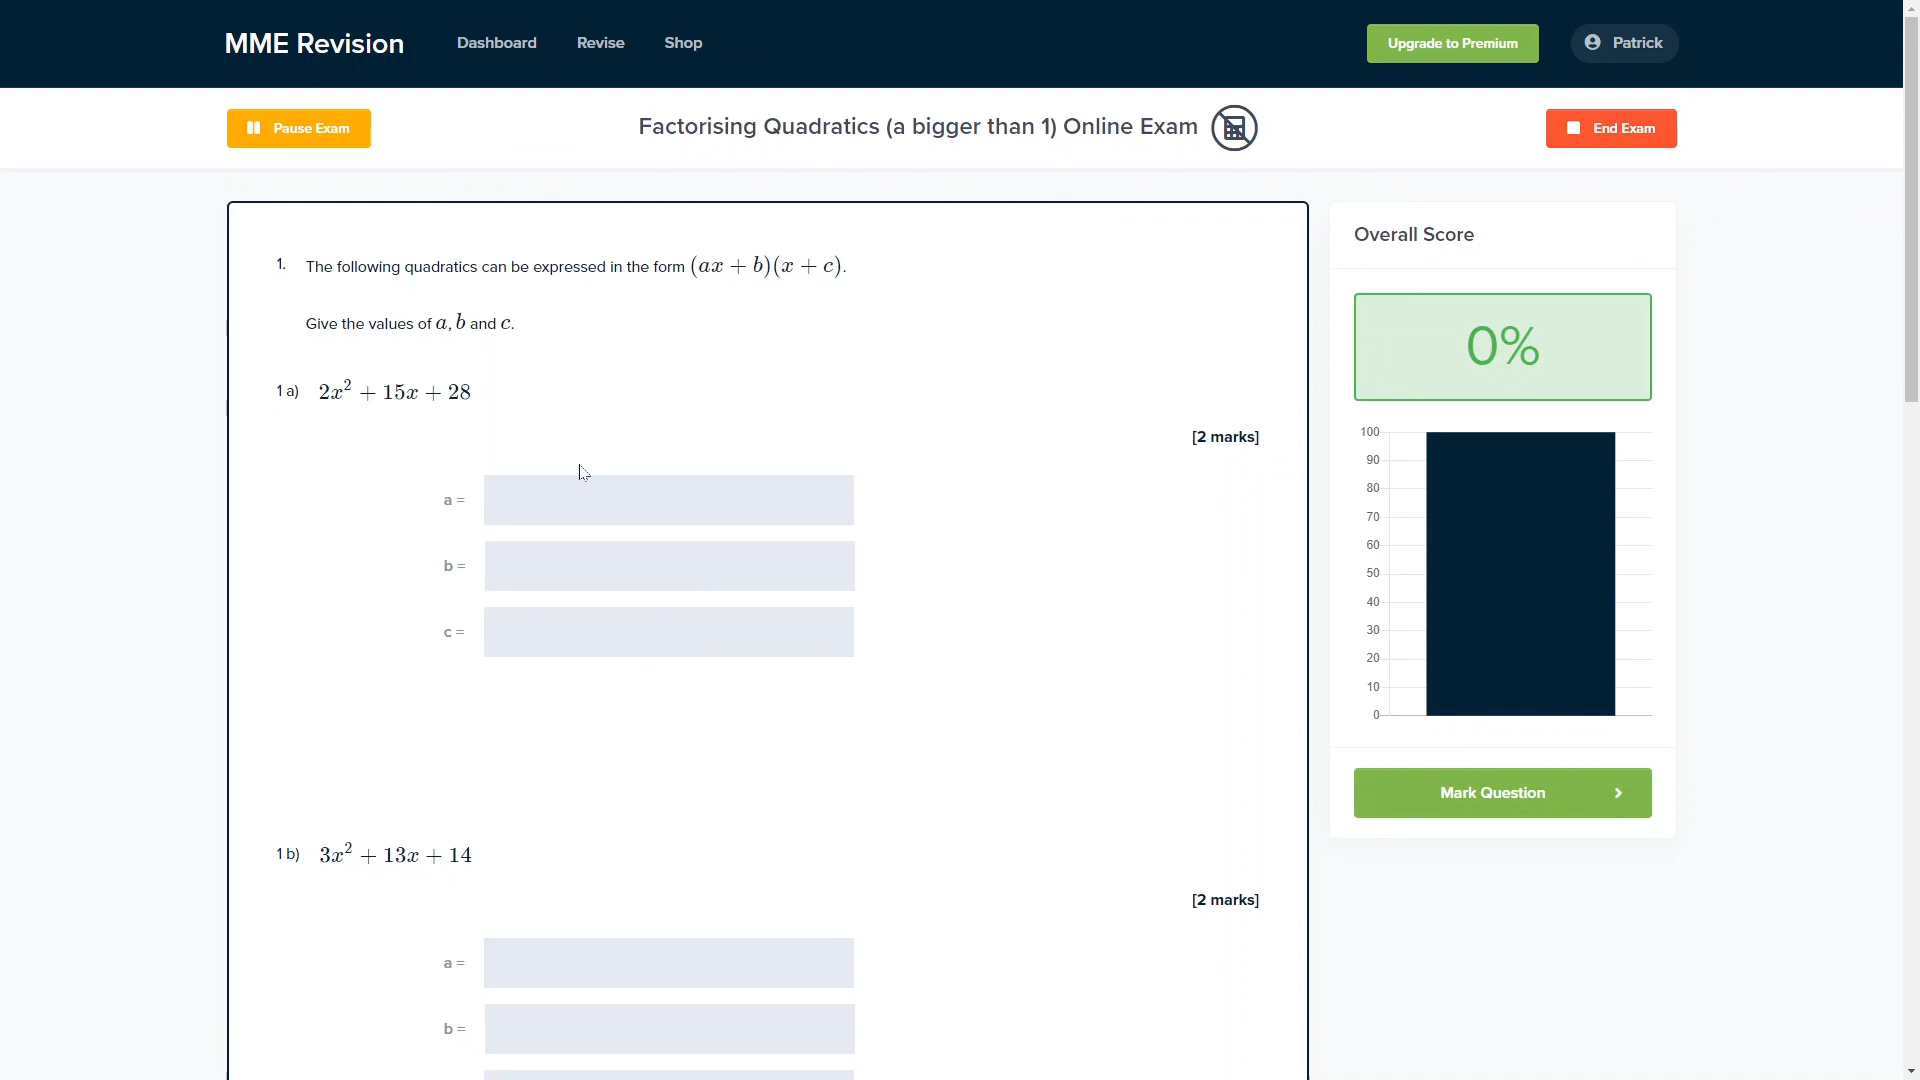 MME Revision
Dashboard
Revise
Shop
Upgrade to Premium
Patrick
Pause Exam
Factorising Quadratics (a bigger than 1) Online Exam
End Exam
1. The following quadratics can be expressed in the form (ax + b)(x + c).
Give the values of a, b and c.
1 a) 2x² + 15x + 28
[2 marks]
a =
b =
c =
1 b) 3x² + 13x + 14
[2 marks]
a =
b =
Overall Score
0%
100
90
80
70
60
50
40
30
20
10
0
Mark Question